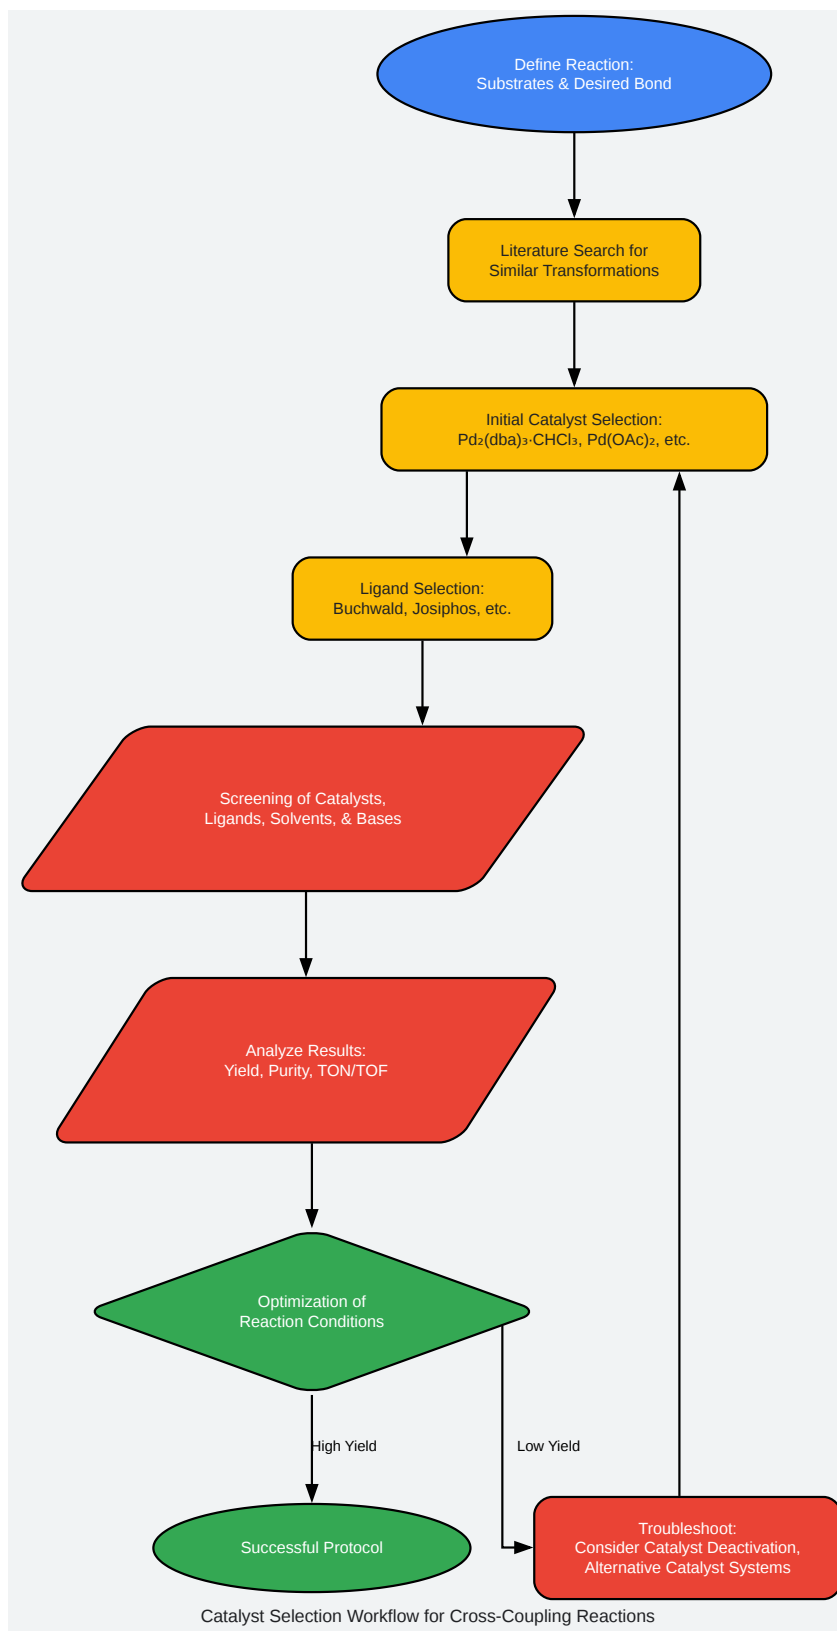 Define Reaction:
Substrates & Desired Bond
Literature Search for
Similar Transformations
Initial Catalyst Selection:
Pd₂(dba)₃·CHCl₃, Pd(OAc)₂, etc.
Ligand Selection:
Buchwald, Josiphos, etc.
Screening of Catalysts,
Ligands, Solvents, & Bases
Analyze Results:
Yield, Purity, TON/TOF
Optimization of
Reaction Conditions
High Yield
Low Yield
Successful Protocol
Troubleshoot:
Consider Catalyst Deactivation,
Alternative Catalyst Systems
Catalyst Selection Workflow for Cross-Coupling Reactions